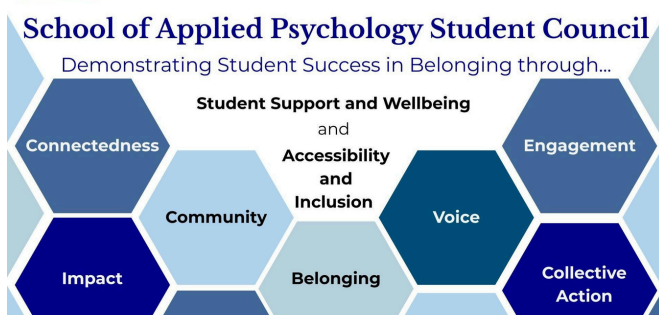 School of Applied Psychology Student Council
Demonstrating Student Success in Belonging through...
Student Support and Wellbeing
and
Accessibility
and
Inclusion
Connectedness
Engagement
Community
Voice
Impact
Belonging
Collective
Action